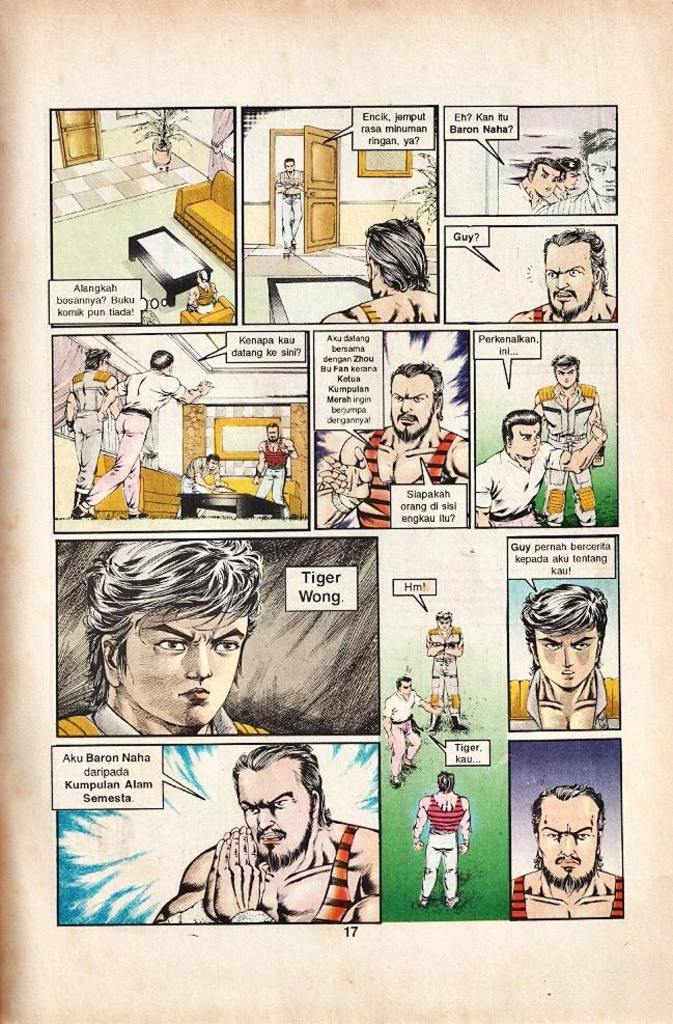 Alangkah
bosannya? Buku
komik pun tiada!
Encik, jemput
rasa minuman
ringan, ya?
Eh? Kan itu
Baron Naha?
Guy?
Kenapa kau
datang ke sini?
Aku datang
bersama
dengan Zhou
Bu Fan kerana
Ketua
Kumpulan
Merah ingin
berjumpa
dengannya!
Siapakah
orang di sisi
engkau itu?
Perkenalkan,
ini...
Tiger
Wong.
Hm!
Tiger,
kau...
Guy pernah bercerita
kepada aku tentang
kau!
Aku Baron Naha
daripada
Kumpulan Alam
Semesta.
17